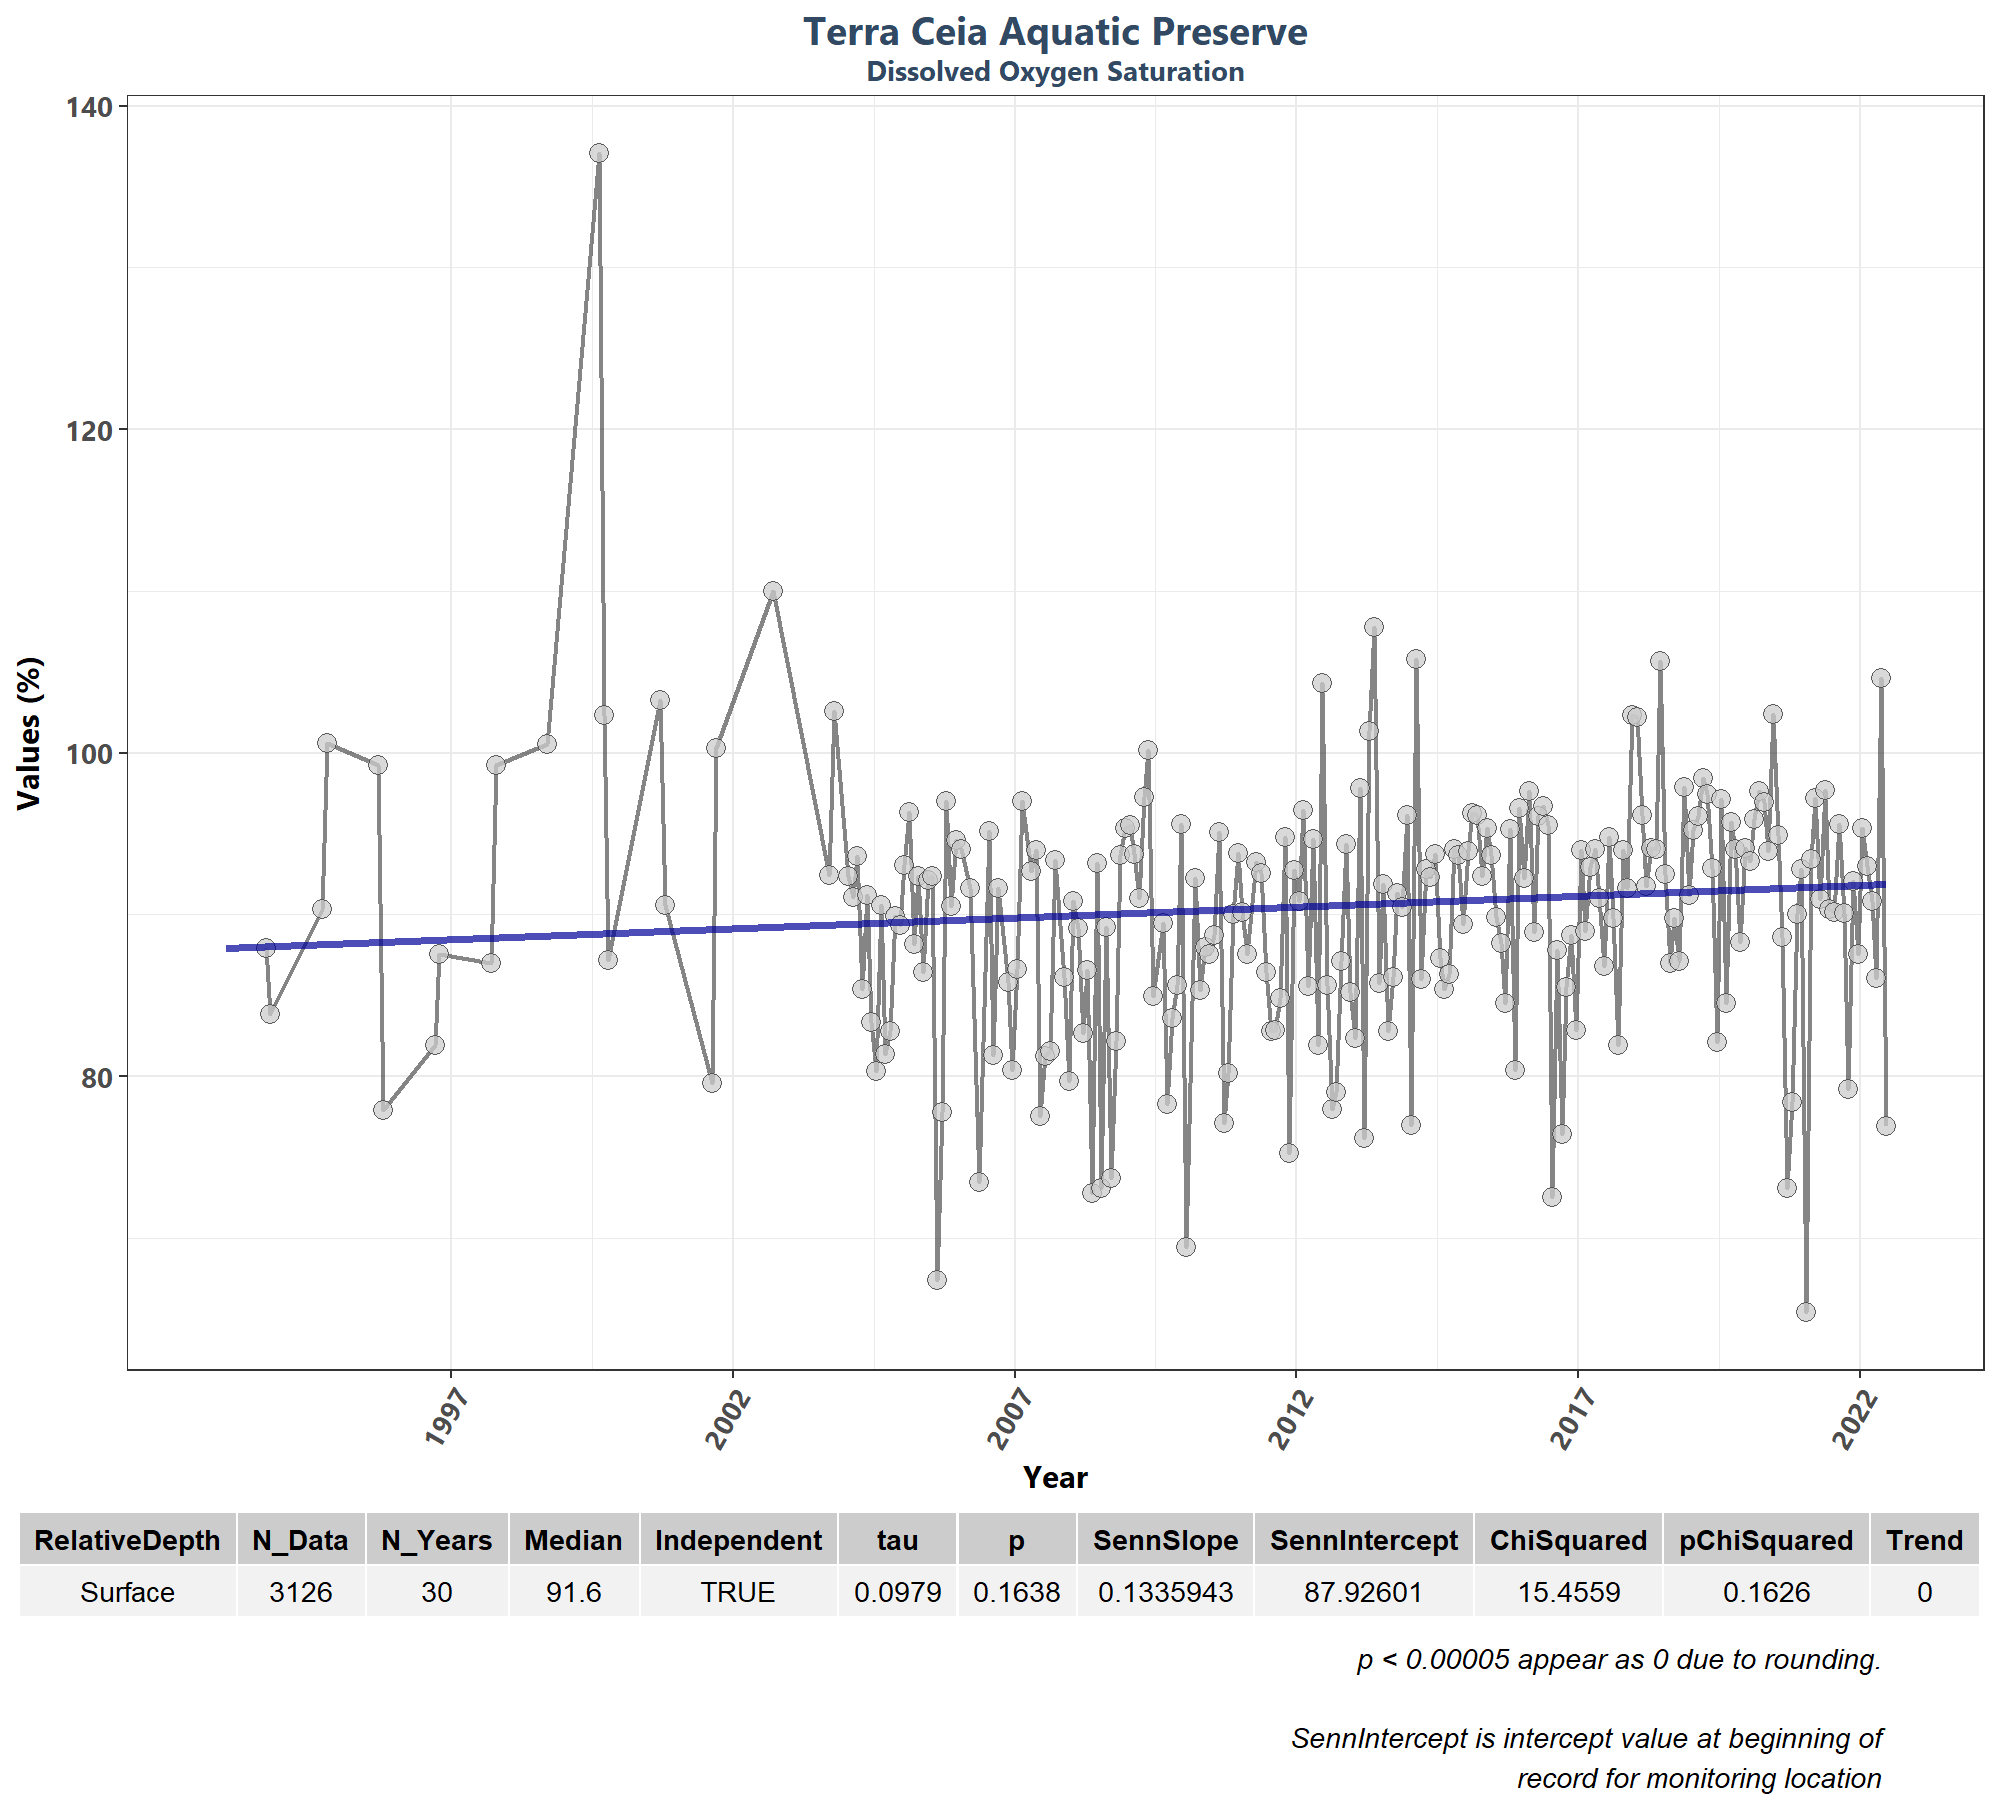 Terra Ceia Aquatic Preserve
Dissolved Oxygen Saturation
140
120
100
80
Values (%)
1997 2002 2007 2012 2017 2022
Year
RelativeDepth N_Data N_Years Median Independent tau p SennSlope SennIntercept ChiSquared pChiSquared Trend
Surface 3126 30 91.6 TRUE 0.0979 0.1638 0.1335943 87.92601 15.4559 0.1626 0
p < 0.00005 appear as 0 due to rounding.
SennIntercept is intercept value at beginning of
record for monitoring location